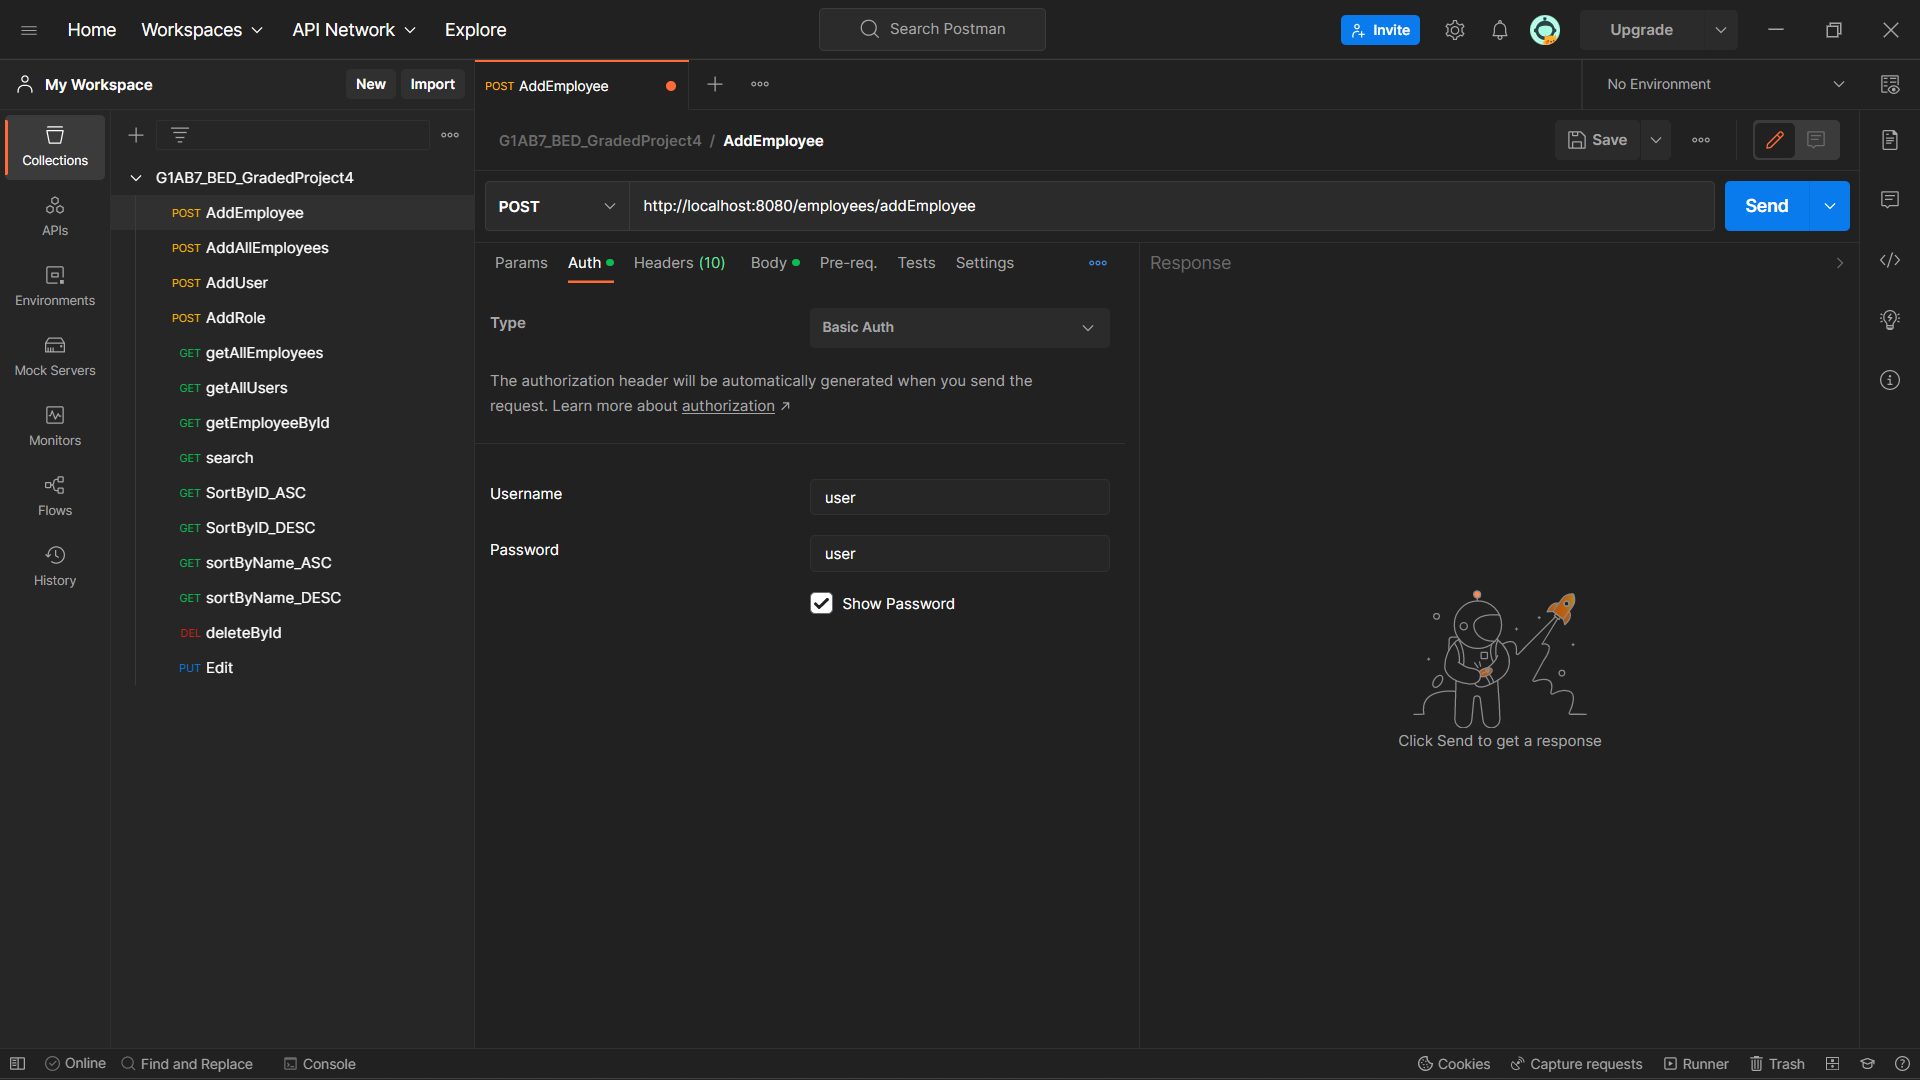 Home
Workspaces
API Network
Explore
Search Postman
Invite
Upgrade
My Workspace
New
Import
POST AddEmployee
No Environment
Collections
APIs
Environments
Mock Servers
Monitors
Flows
History
G1AB7_BED_GradedProject4
POST AddEmployee
POST AddAllEmployees
POST AddUser
POST AddRole
GET getAllEmployees
GET getAllUsers
GET getEmployeeById
GET search
GET SortByID_ASC
GET SortByID_DESC
GET sortByName_ASC
GET sortByName_DESC
DEL deleteById
PUT Edit
G1AB7_BED_GradedProject4 / AddEmployee
Save
POST
http://localhost:8080/employees/addEmployee
Send
Params
Auth
Headers (10)
Body
Pre-req.
Tests
Settings
Type
Basic Auth
The authorization header will be automatically generated when you send the
request. Learn more about authorization ↗
Username
user
Password
user
Show Password
Response
Click Send to get a response
Online
Find and Replace
Console
Cookies
Capture requests
Runner
Trash